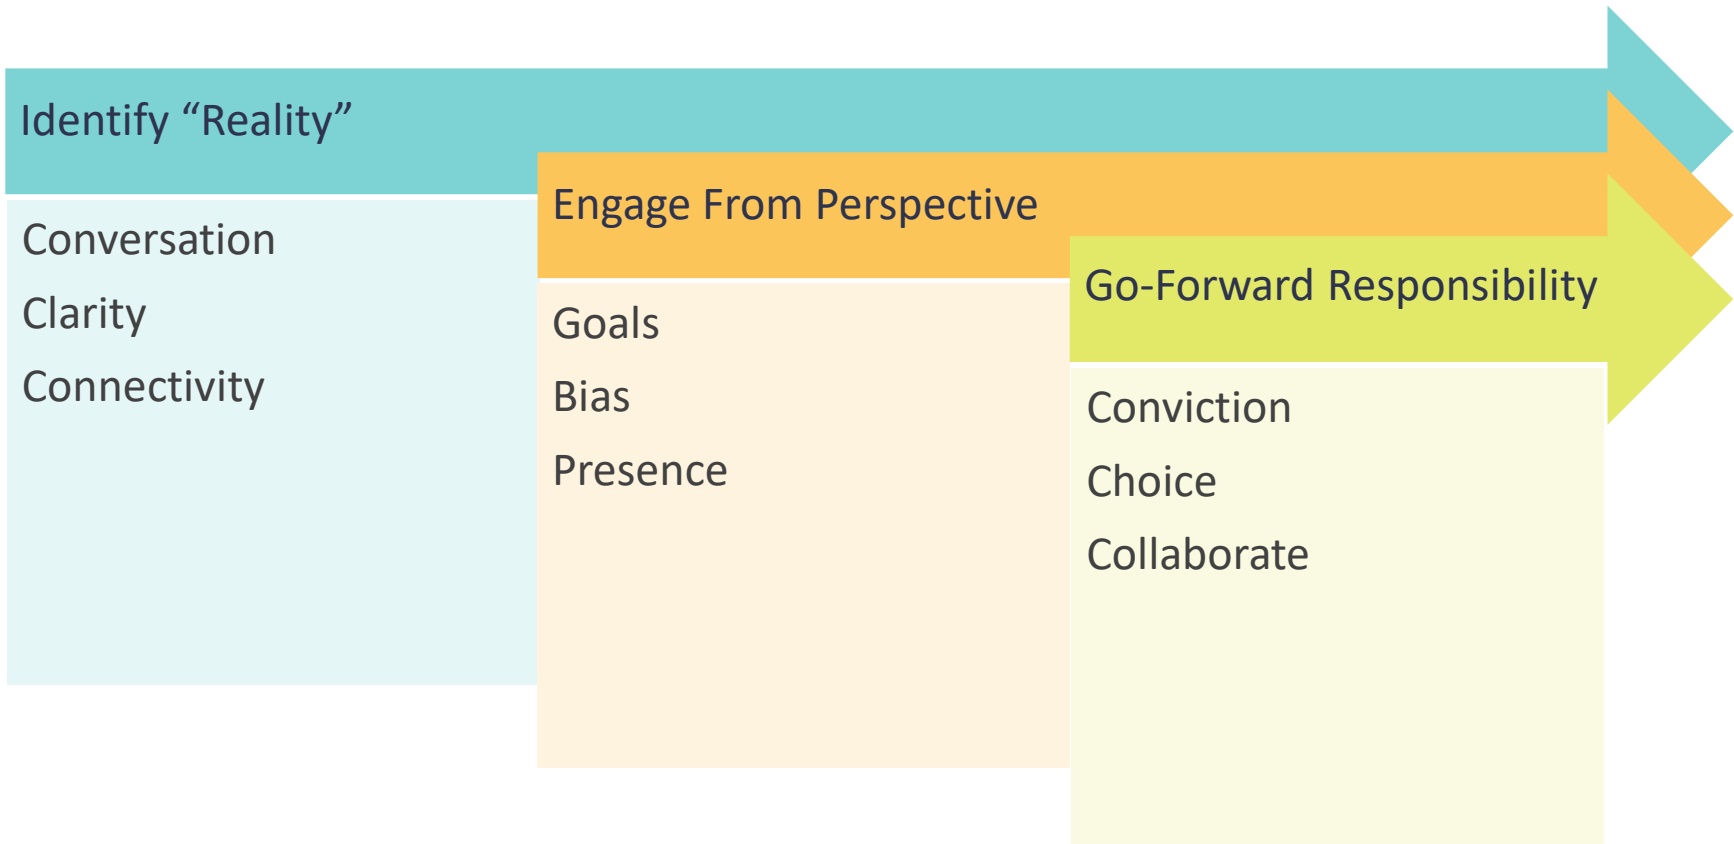 Identify “Reality”
Conversation
Clarity
Connectivity
Engage From Perspective
Goals
Bias
Presence
Go-Forward Responsibility
Conviction
Choice
Collaborate